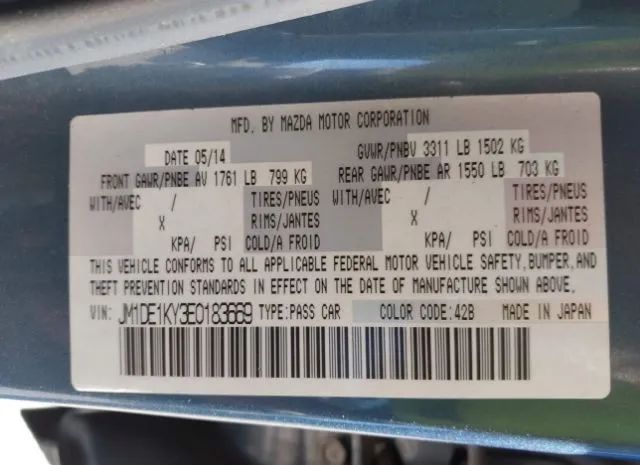 MFD. BY MAZDA MOTOR CORPORATION
DATE 05/14 GVWR/PNBV 3311 LB 1502 KG
FRONT GAWR/PNBE AV 1761 LB 799 KG REAR GAWR/PNBE AR 1550 LB 703 KG
WITH/AVEC / TIRES/PNEUS WITH/AVEC / TIRES/PNEUS
X RIMS/JANTES X RIMS/JANTES
KPA/ PSI COLD/A FROID KPA/ PSI COLD/A FROID
THIS VEHICLE CONFORMS TO ALL APPLICABLE FEDERAL MOTOR VEHICLE SAFETY, BUMPER, AND
THEFT PREVENTION STANDARDS IN EFFECT ON THE DATE OF MANUFACTURE SHOWN ABOVE.
VIN: JM1DE1KY3E0183669 TYPE:PASS CAR COLOR CODE:42B MADE IN JAPAN